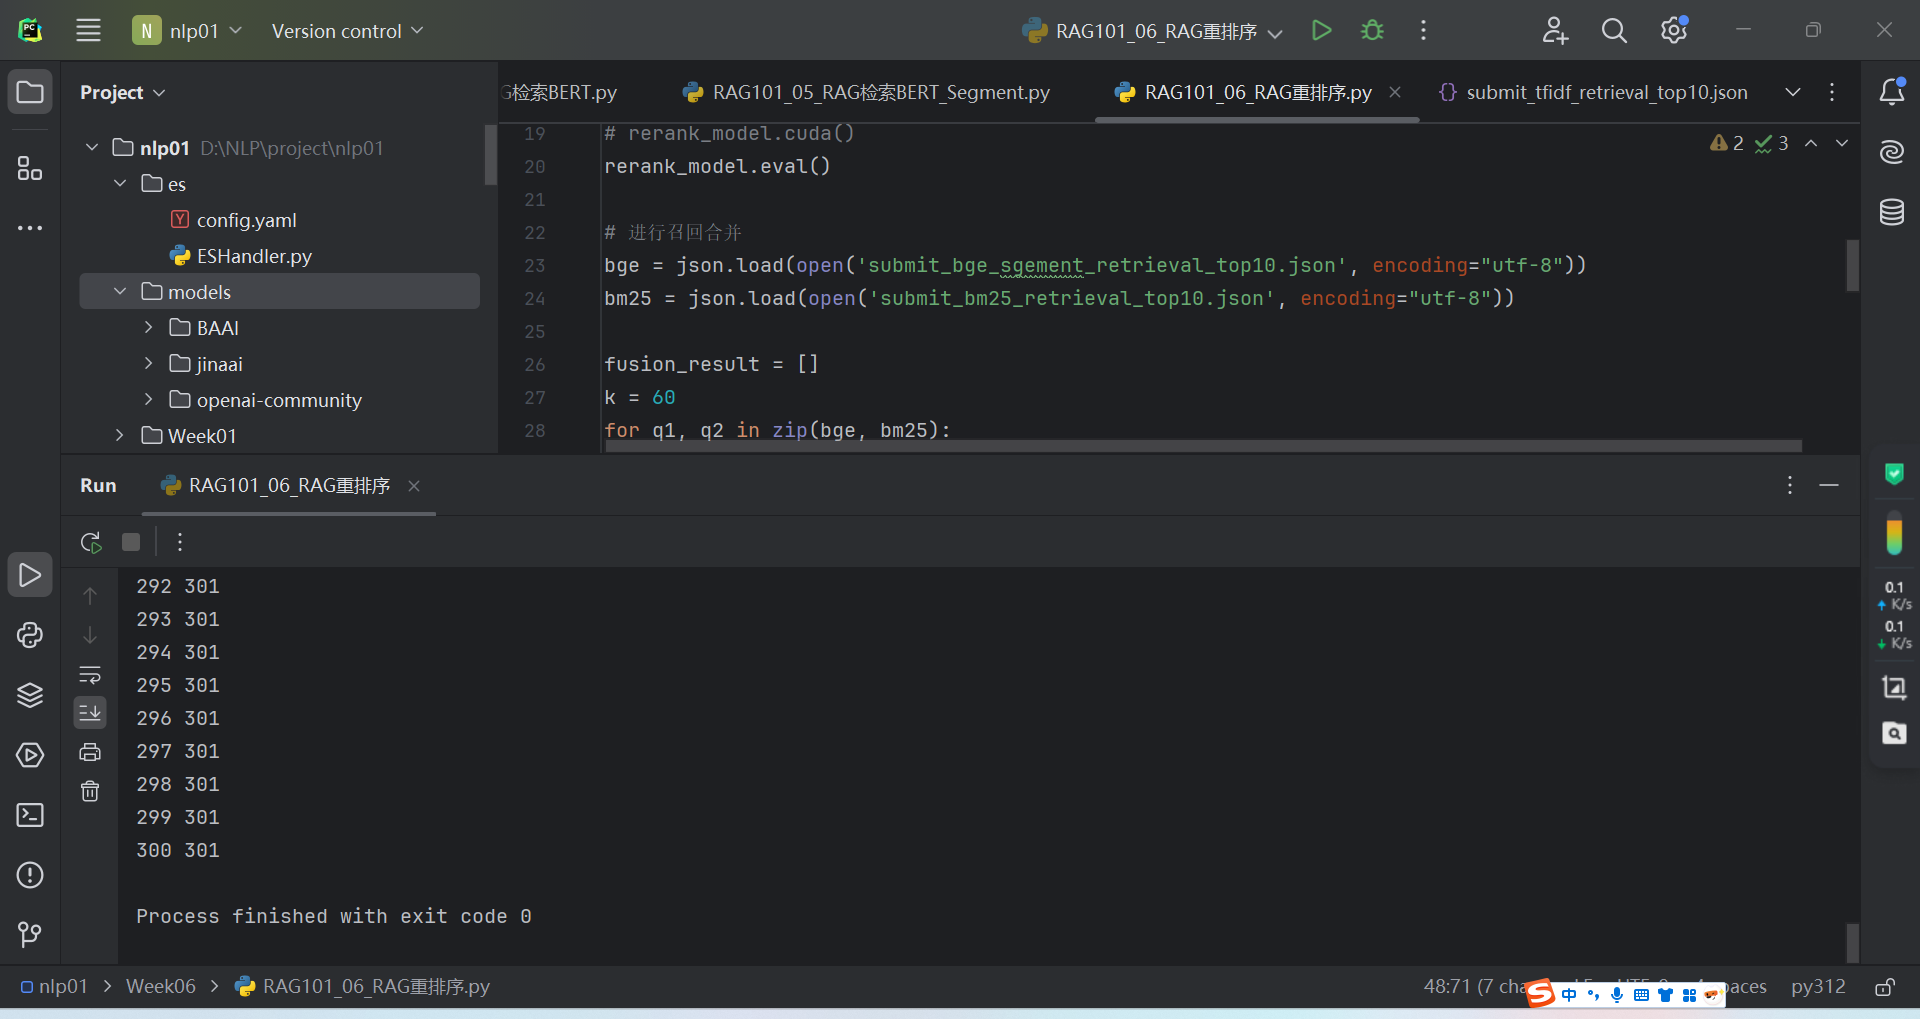 N nlp01 Version control RAG101_06_RAG重排序
Project
G检索BERT.py RAG101_05_RAG检索BERT_Segment.py RAG101_06_RAG重排序.py {} submit_tfidf_retrieval_top10.json
nlp01 D:\NLP\project\nlp01
es
config.yaml
ESHandler.py
models
BAAI
jinaai
openai-community
Week01
2 3
19 # rerank_model.cuda()
20 rerank_model.eval()
21
22 # 进行召回合并
23 bge = json.load(open('submit_bge_sgement_retrieval_top10.json', encoding="utf-8"))
24 bm25 = json.load(open('submit_bm25_retrieval_top10.json', encoding="utf-8"))
25
26 fusion_result = []
27 k = 60
28 for q1, q2 in zip(bge, bm25):
Run RAG101_06_RAG重排序
292 301
293 301
294 301
295 301
296 301
297 301
298 301
299 301
300 301
Process finished with exit code 0
0.1
K/s
0.1
K/s
nlp01 > Week06 > RAG101_06_RAG重排序.py
48:71 (7 cha paces py312
中